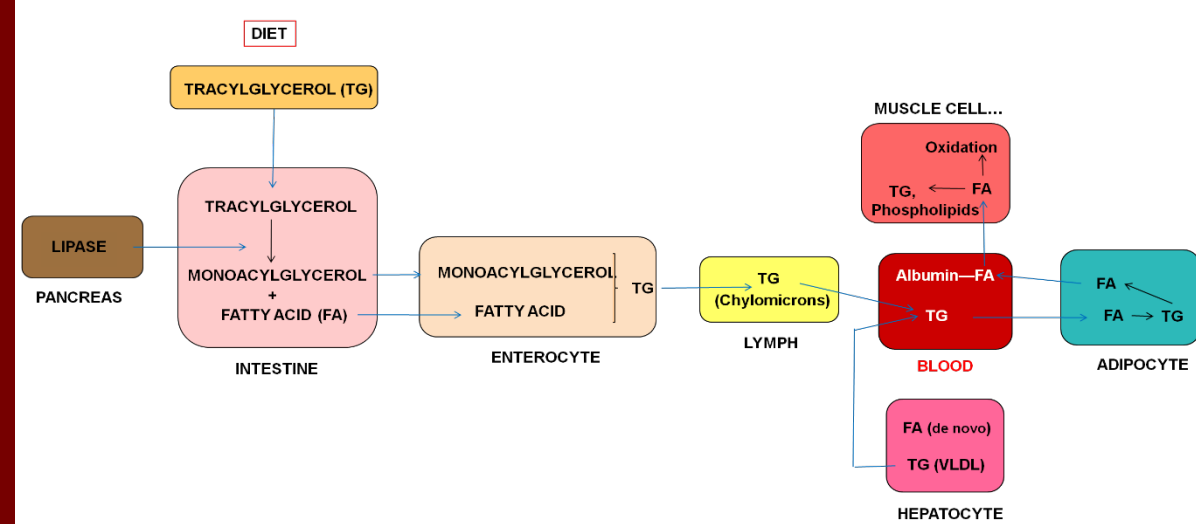 DIET
TRACYLGLYCEROL (TG)
LIPASE
PANCREAS
TRACYLGLYCEROL
MONOACYLGLYCEROL
+
FATTY ACID (FA)
INTESTINE
MONOACYLGLYCEROL
FATTY ACID
TG
ENTEROCYTE
TG
(Chylomicrons)
LYMPH
MUSCLE CELL…
Oxidation
TG,
FA
Phospholipids
Albumin—FA
TG
BLOOD
FA
FA
TG
ADIPOCYTE
FA (de novo)
TG (VLDL)
HEPATOCYTE